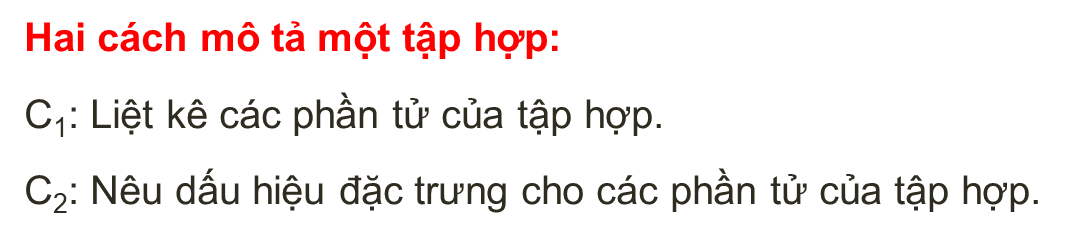 Hai cách mô tả một tập hợp:
C₁: Liệt kê các phần tử của tập hợp.
C₂: Nêu dấu hiệu đặc trưng cho các phần tử của tập hợp.